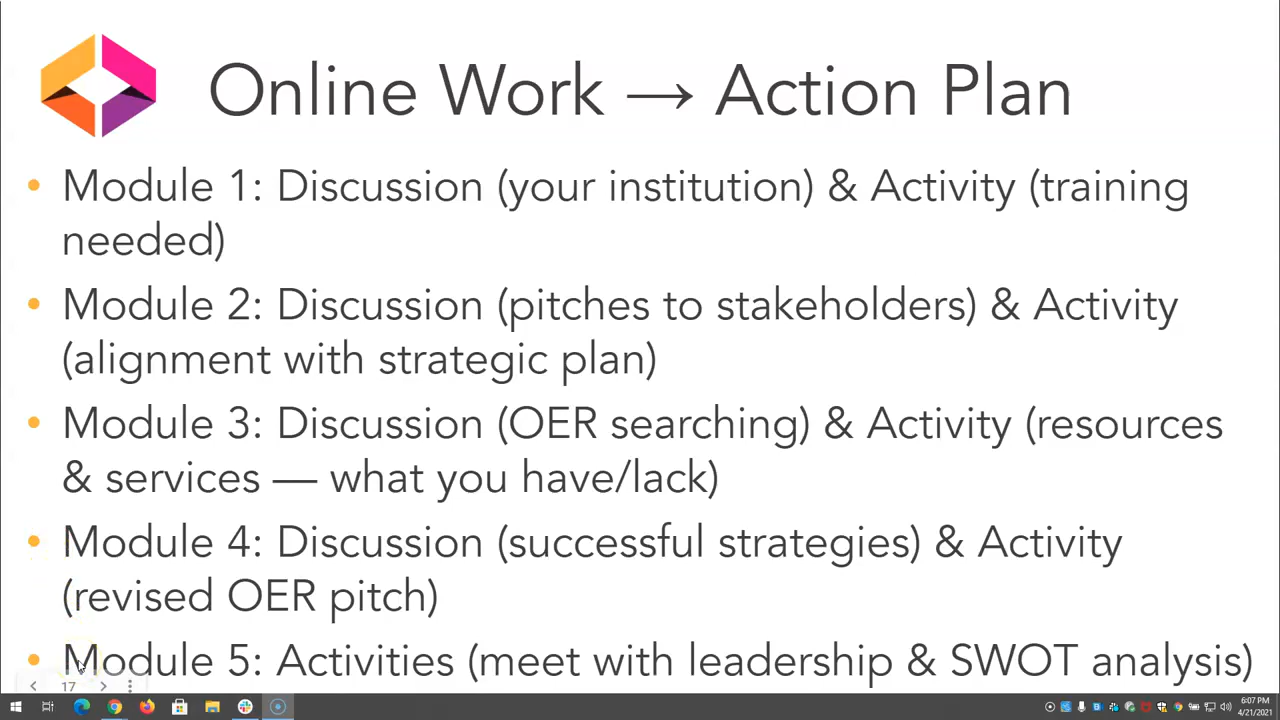 Online Work → Action Plan
• Module 1: Discussion (your institution) & Activity (training
needed)
• Module 2: Discussion (pitches to stakeholders) & Activity
(alignment with strategic plan)
• Module 3: Discussion (OER searching) & Activity (resources
& services — what you have/lack)
• Module 4: Discussion (successful strategies) & Activity
(revised OER pitch)
• Module 5: Activities (meet with leadership & SWOT analysis)
17
6:07 PM
4/21/2021